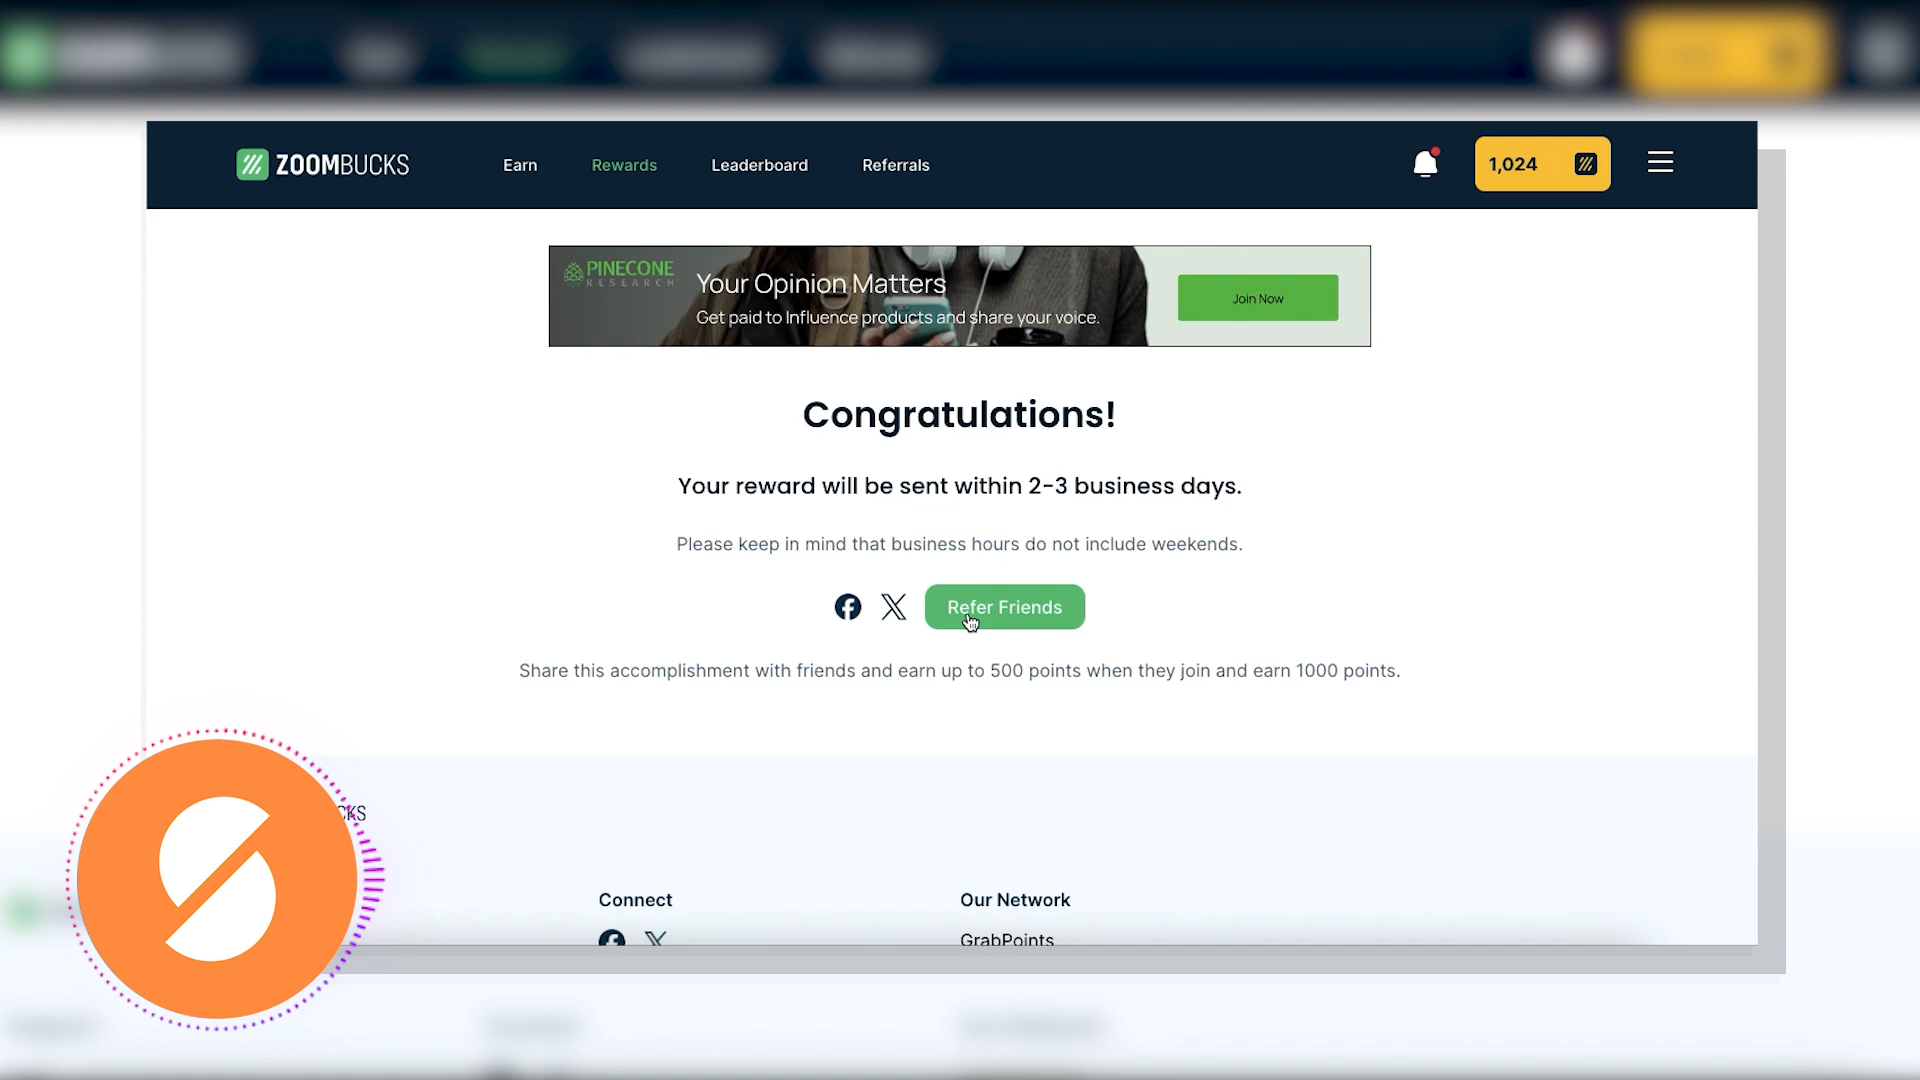 ZOOMBUCKS
Earn
Rewards
Leaderboard
Referrals
1,024
PINECONE
RESEARCH
Your Opinion Matters
Get paid to Influence products and share your voice.
Join Now
Congratulations!
Your reward will be sent within 2-3 business days.
Please keep in mind that business hours do not include weekends.
Refer Friends
Share this accomplishment with friends and earn up to 500 points when they join and earn 1000 points.
CKS
Connect
Our Network
GrabPoints